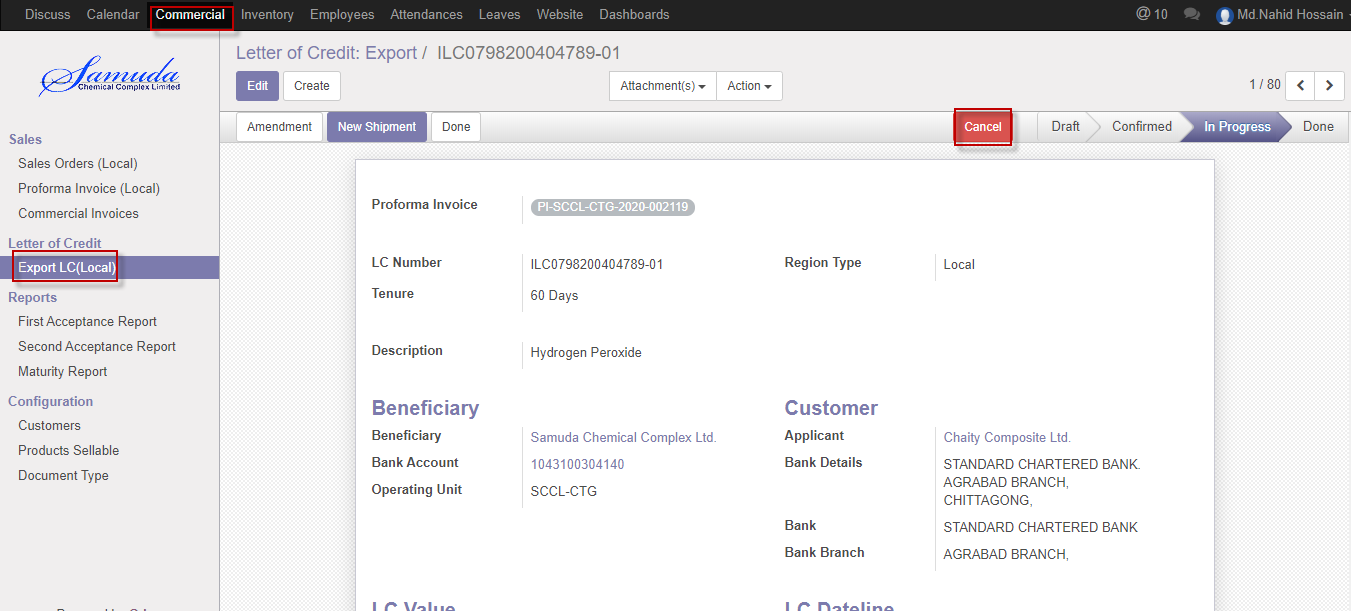 Discuss Calendar Commercial Inventory Employees Attendances Leaves Website Dashboards @ 10 Md.Nahid Hossain
Samuda
Chemical Complex Limited
Letter of Credit: Export / ILC0798200404789-01
Edit Create Attachment(s) Action 1 / 80
Amendment New Shipment Done Cancel Draft Confirmed In Progress Done
Sales
Sales Orders (Local)
Proforma Invoice (Local)
Commercial Invoices
Letter of Credit
Export LC(Local)
Reports
First Acceptance Report
Second Acceptance Report
Maturity Report
Configuration
Customers
Products Sellable
Document Type
Proforma Invoice PI-SCCL-CTG-2020-002119
LC Number ILC0798200404789-01 Region Type Local
Tenure 60 Days
Description Hydrogen Peroxide
Beneficiary Customer
Beneficiary Samuda Chemical Complex Ltd. Applicant Chaity Composite Ltd.
Bank Account 1043100304140 Bank Details STANDARD CHARTERED BANK.
AGRABAD BRANCH,
CHITTAGONG,
Operating Unit SCCL-CTG
Bank STANDARD CHARTERED BANK
Bank Branch AGRABAD BRANCH,
LC Value LC Dateline